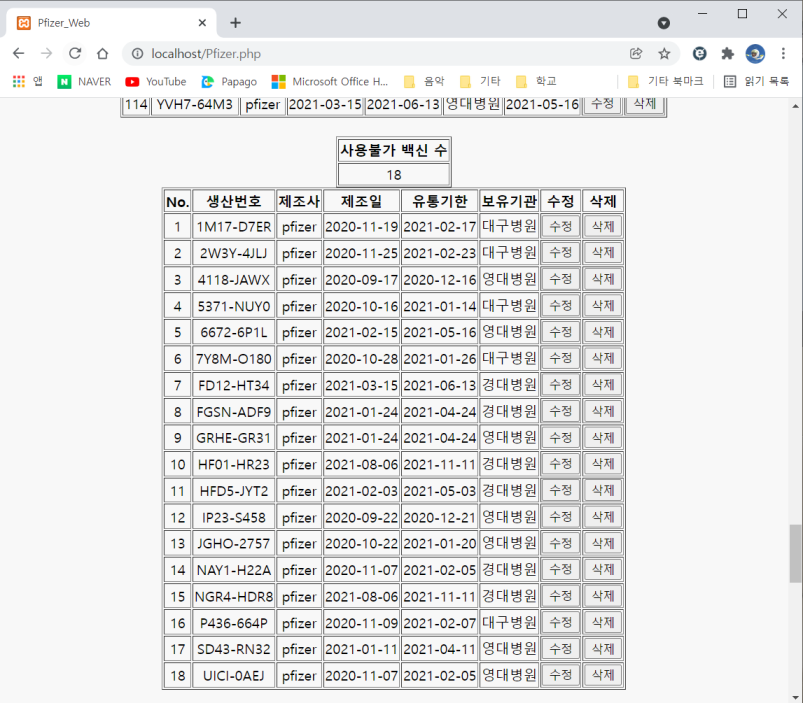 Pfizer_Web
localhost/Pfizer.php
앱 NAVER YouTube Papago Microsoft Office H... 음악 기타 학교 기타 북마크 읽기 목록
114 YVH7-64M3 pfizer 2021-03-15 2021-06-13 영대병원 2021-05-16 수정 삭제
사용불가 백신 수
18
No. 생산번호 제조사 제조일 유통기한 보유기관 수정 삭제
1 1M17-D7ER pfizer 2020-11-19 2021-02-17 대구병원 수정 삭제
2 2W3Y-4JLJ pfizer 2020-11-25 2021-02-23 대구병원 수정 삭제
3 4118-JAWX pfizer 2020-09-17 2020-12-16 영대병원 수정 삭제
4 5371-NUY0 pfizer 2020-10-16 2021-01-14 대구병원 수정 삭제
5 6672-6P1L pfizer 2021-02-15 2021-05-16 영대병원 수정 삭제
6 7Y8M-O180 pfizer 2020-10-28 2021-01-26 대구병원 수정 삭제
7 FD12-HT34 pfizer 2021-03-15 2021-06-13 경대병원 수정 삭제
8 FGSN-ADF9 pfizer 2021-01-24 2021-04-24 경대병원 수정 삭제
9 GRHE-GR31 pfizer 2021-01-24 2021-04-24 영대병원 수정 삭제
10 HF01-HR23 pfizer 2021-08-06 2021-11-11 경대병원 수정 삭제
11 HFD5-JYT2 pfizer 2021-02-03 2021-05-03 경대병원 수정 삭제
12 IP23-S458 pfizer 2020-09-22 2020-12-21 영대병원 수정 삭제
13 JGHO-2757 pfizer 2020-10-22 2021-01-20 영대병원 수정 삭제
14 NAY1-H22A pfizer 2020-11-07 2021-02-05 경대병원 수정 삭제
15 NGR4-HDR8 pfizer 2021-08-06 2021-11-11 경대병원 수정 삭제
16 P436-664P pfizer 2020-11-09 2021-02-07 대구병원 수정 삭제
17 SD43-RN32 pfizer 2021-01-11 2021-04-11 영대병원 수정 삭제
18 UICI-0AEJ pfizer 2020-11-07 2021-02-05 영대병원 수정 삭제